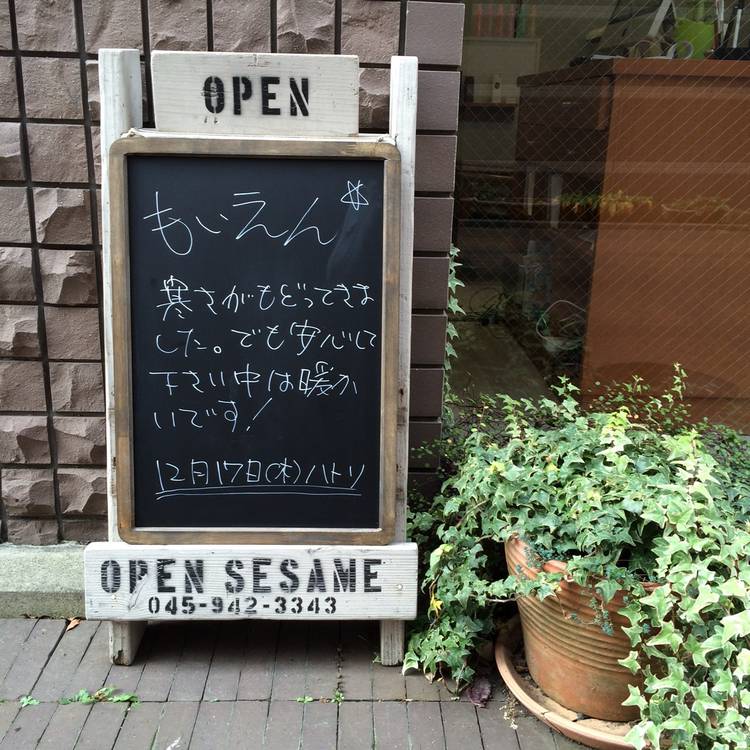 OPEN
もいえん☆
寒さがもどってきま
した。でも安心して
下さい中は暖か
いです!
12月17日(木)ハトリ
OPEN SESAME
045-942-3343